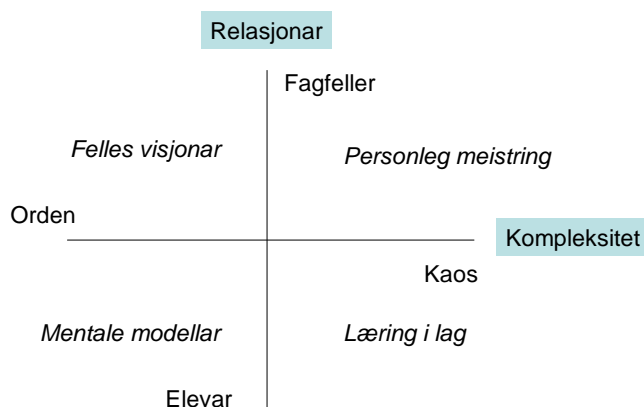 Relasjonar
Fagfeller
Felles visjonar
Personleg meistring
Orden
Kompleksitet
Kaos
Mentale modellar
Læring i lag
Elevar